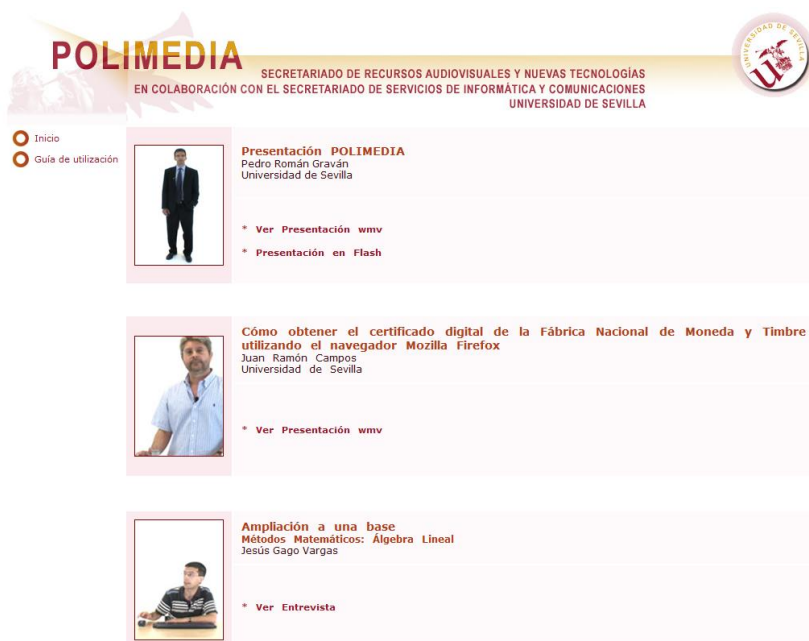 POLIMEDIA
SECRETARIADO DE RECURSOS AUDIOVISUALES Y NUEVAS TECNOLOGÍAS
EN COLABORACIÓN CON EL SECRETARIADO DE SERVICIOS DE INFORMÁTICA Y COMUNICACIONES
UNIVERSIDAD DE SEVILLA
UNIVERSIDAD DE SEVILLA
Inicio
Guía de utilización
Presentación POLIMEDIA
Pedro Román Graván
Universidad de Sevilla
* Ver Presentación wmv
* Presentación en Flash
Cómo obtener el certificado digital de la Fábrica Nacional de Moneda y Timbre
utilizando el navegador Mozilla Firefox
Juan Ramón Campos
Universidad de Sevilla
* Ver Presentación wmv
Ampliación a una base
Métodos Matemáticos: Álgebra Lineal
Jesús Gago Vargas
* Ver Entrevista